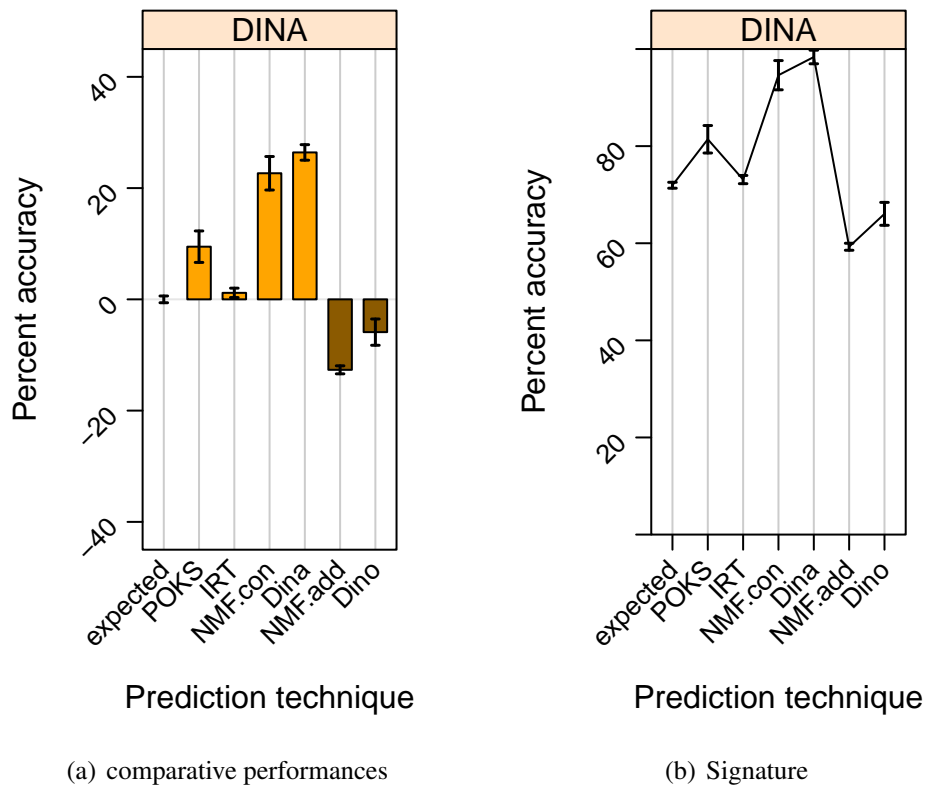 DINA
Percent accuracy
40
20
0
−20
−40
expected
POKS
IRT
NMF.con
Dina
NMF.add
Dino
Prediction technique
(a) comparative performances
DINA
Percent accuracy
80
60
40
20
expected
POKS
IRT
NMF.con
Dina
NMF.add
Dino
Prediction technique
(b) Signature